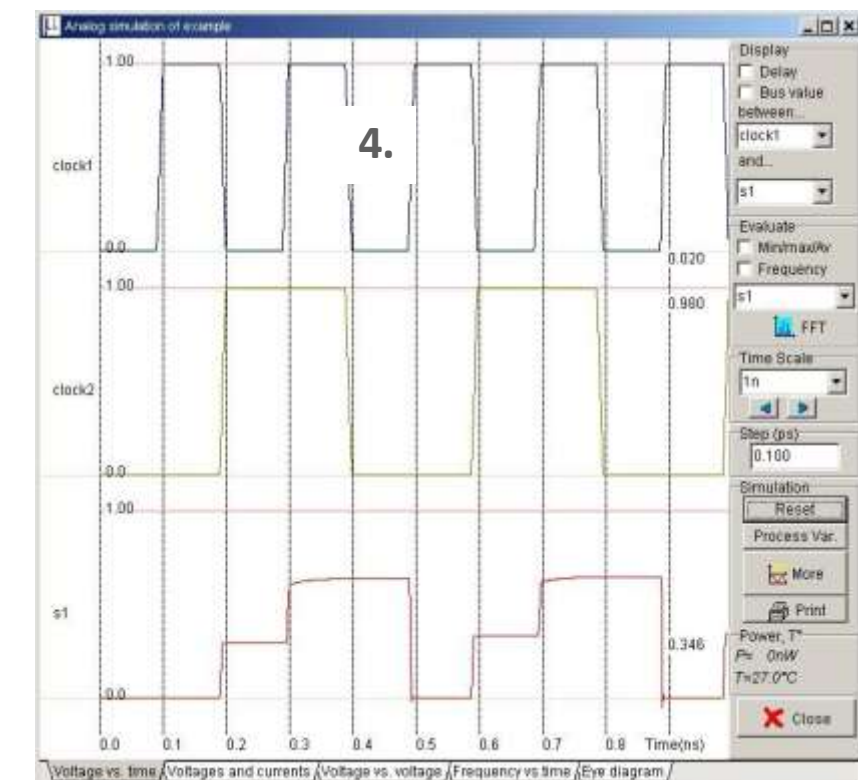 Analog simulation of example
1.00
4.
clock1
0.0
0.020
1.00
0.980
clock2
0.0
1.00
s1
0.346
0.0
0.0 0.1 0.2 0.3 0.4 0.5 0.6 0.7 0.8 Time(ns)
Voltage vs. time Voltages and currents Voltage vs. voltage Frequency vs time Eye diagram
Display
Delay
Bus value
between...
clock1
and...
s1
Evaluate
Min/max/Av
Frequency
s1
FFT
Time Scale
1n
Step (ps)
0.100
Simulation
Reset
Process Var.
More
Print
Power, T°
P= 0nW
T=27.0°C
Close